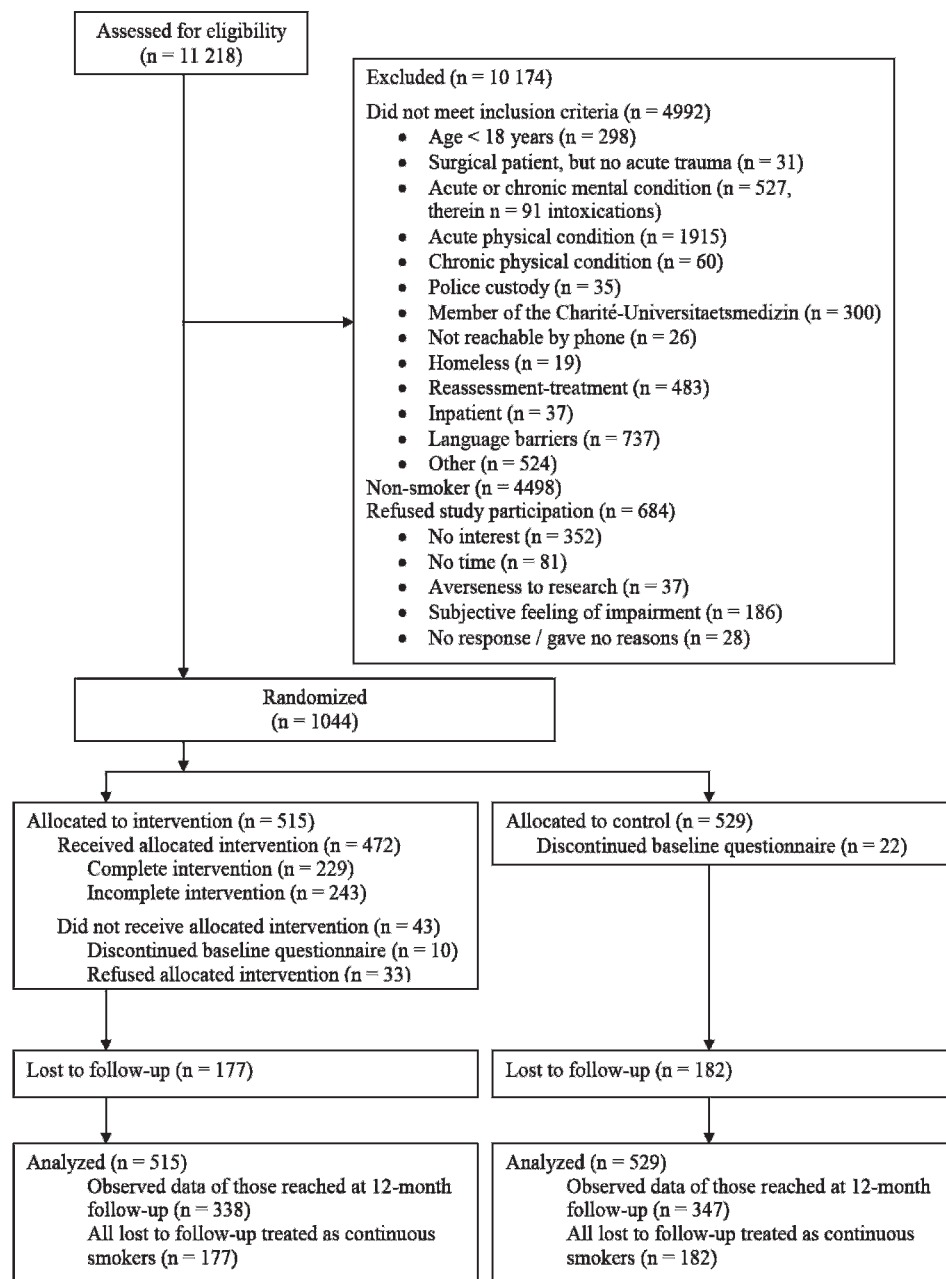 Assessed for eligibility
(n = 11 218)
Excluded (n = 10 174)
Did not meet inclusion criteria (n = 4992)
• Age < 18 years (n = 298)
• Surgical patient, but no acute trauma (n = 31)
• Acute or chronic mental condition (n = 527,
therein n = 91 intoxications)
• Acute physical condition (n = 1915)
• Chronic physical condition (n = 60)
• Police custody (n = 35)
• Member of the Charité-Universitaetsmedizin (n = 300)
• Not reachable by phone (n = 26)
• Homeless (n = 19)
• Reassessment-treatment (n = 483)
• Inpatient (n = 37)
• Language barriers (n = 737)
• Other (n = 524)
Non-smoker (n = 4498)
Refused study participation (n = 684)
• No interest (n = 352)
• No time (n = 81)
• Averseness to research (n = 37)
• Subjective feeling of impairment (n = 186)
• No response / gave no reasons (n = 28)
Randomized
(n = 1044)
Allocated to intervention (n = 515)
Received allocated intervention (n = 472)
Complete intervention (n = 229)
Incomplete intervention (n = 243)
Did not receive allocated intervention (n = 43)
Discontinued baseline questionnaire (n = 10)
Refused allocated intervention (n = 33)
Allocated to control (n = 529)
Discontinued baseline questionnaire (n = 22)
Lost to follow-up (n = 177)
Lost to follow-up (n = 182)
Analyzed (n = 515)
Observed data of those reached at 12-month
follow-up (n = 338)
All lost to follow-up treated as continuous
smokers (n = 177)
Analyzed (n = 529)
Observed data of those reached at 12-month
follow-up (n = 347)
All lost to follow-up treated as continuous
smokers (n = 182)